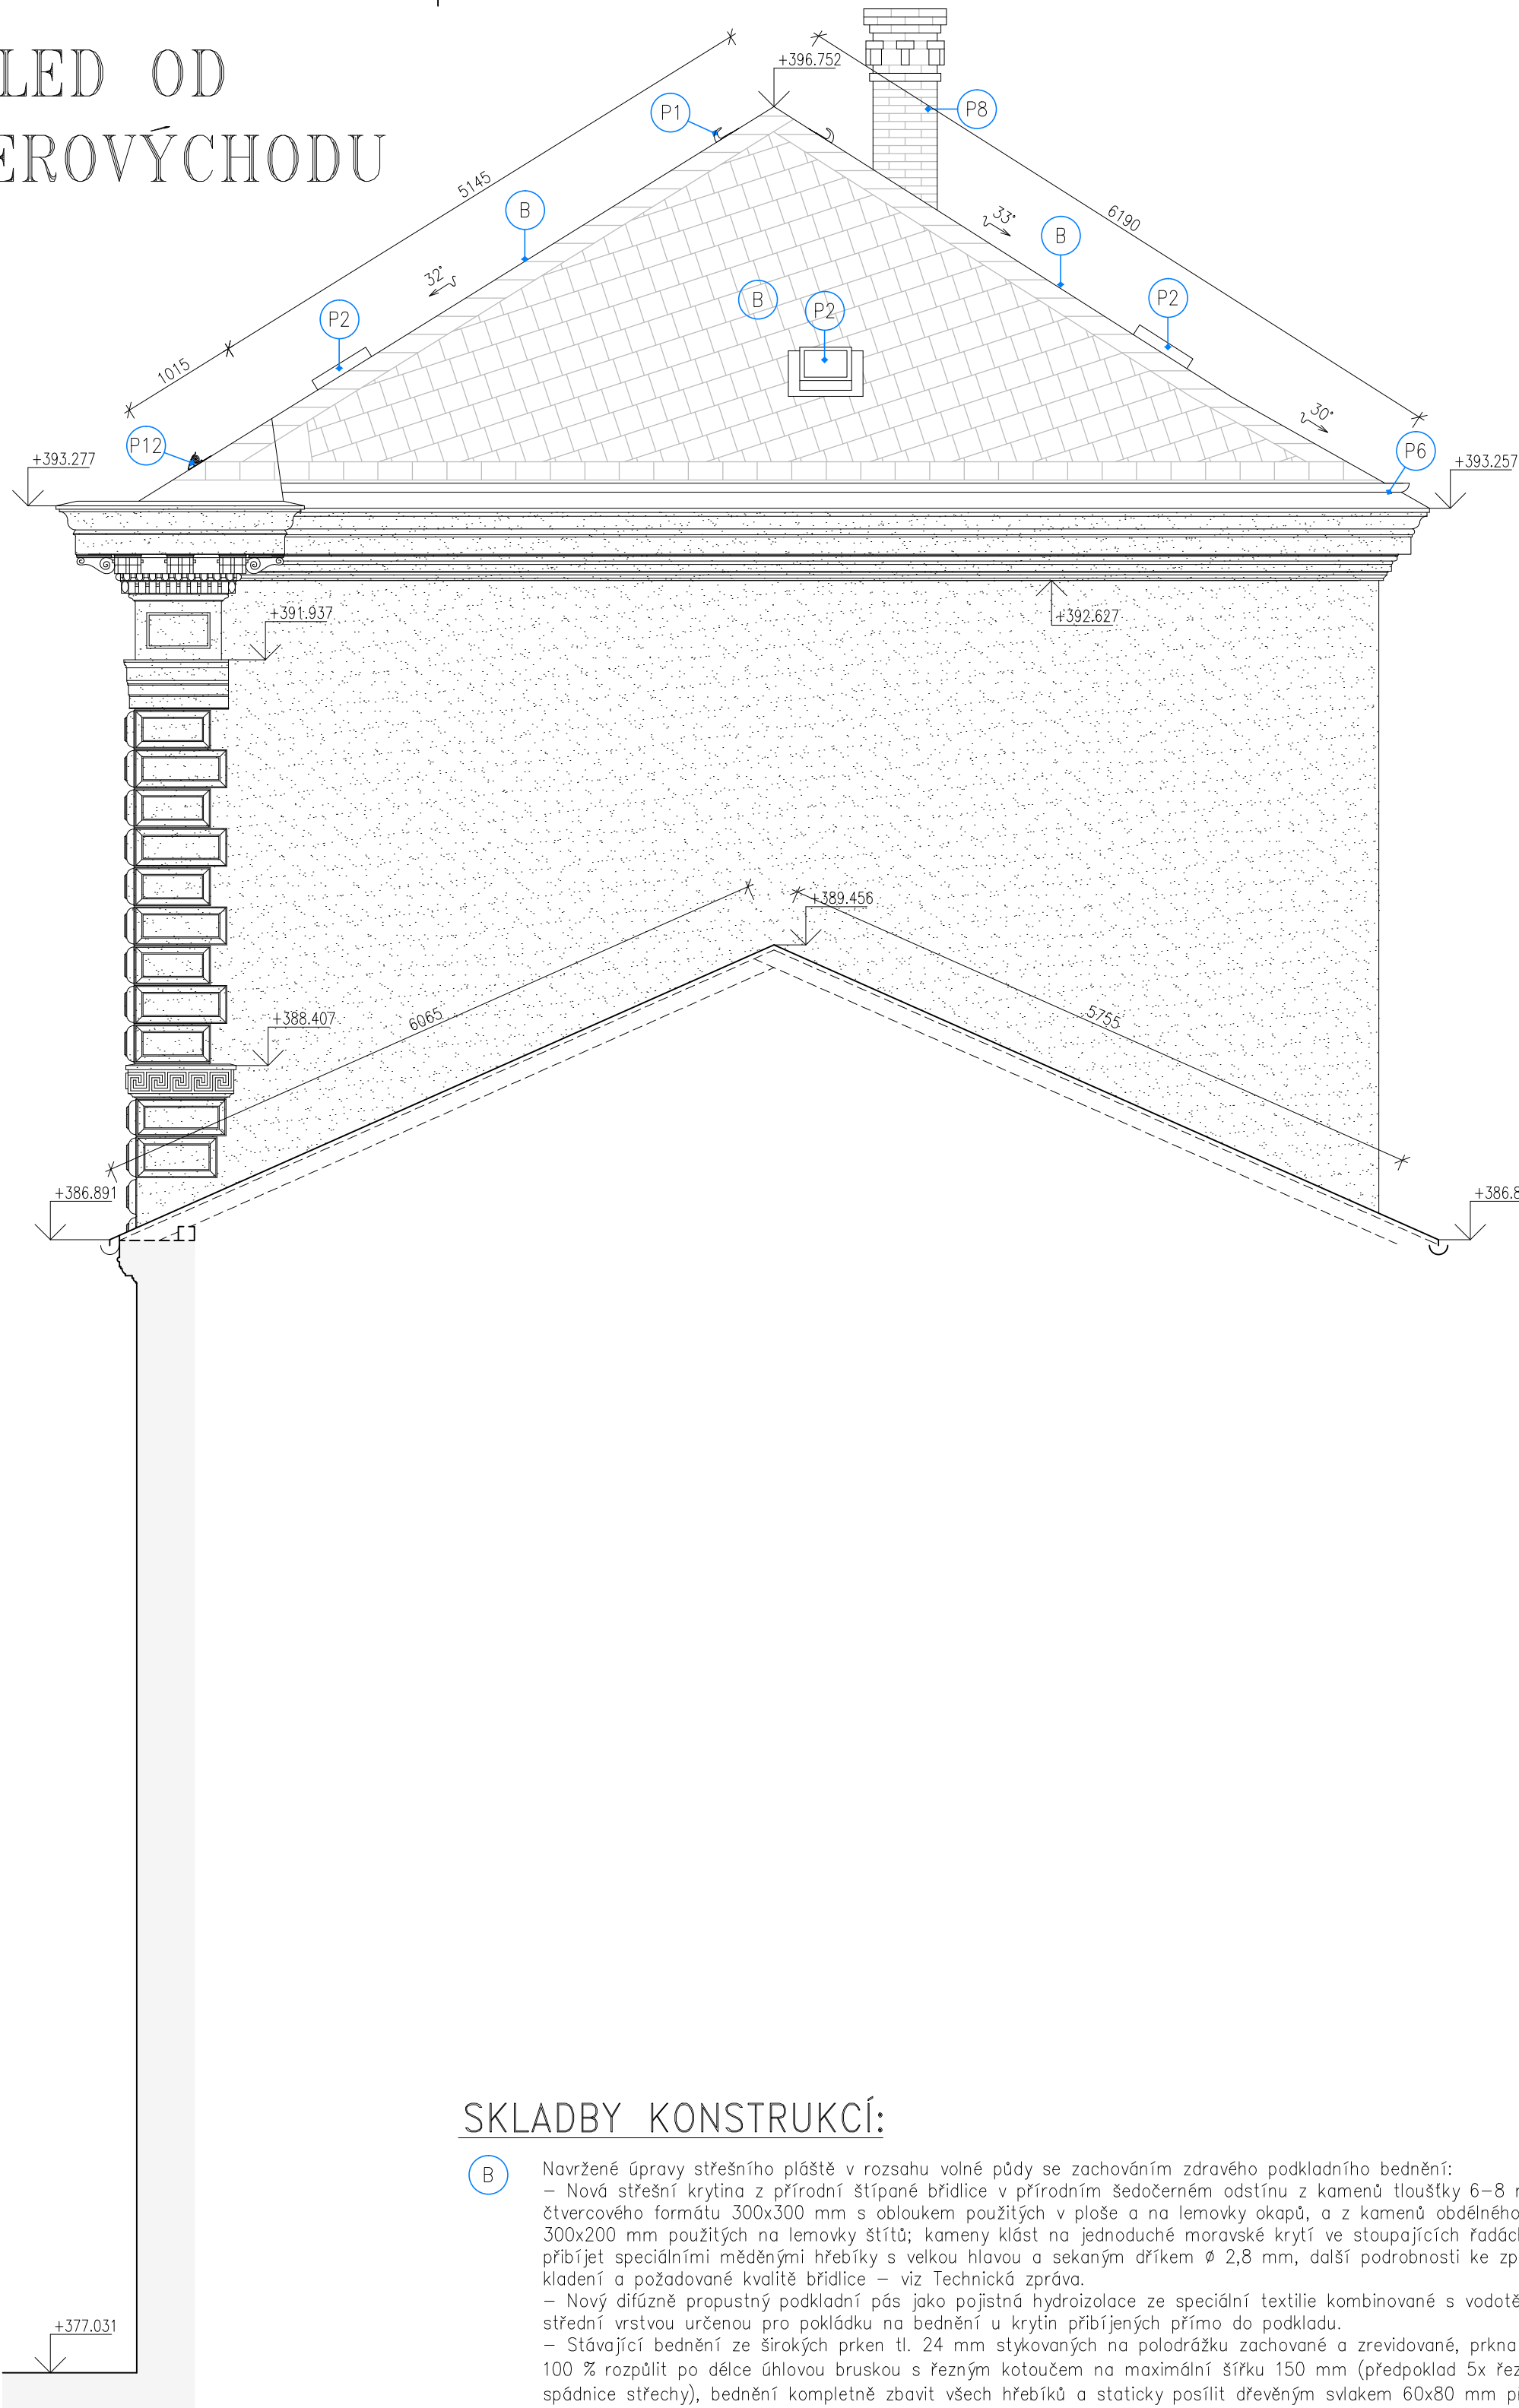 LED OD
EROVÝCHODU
+396.752
P1
P8
5145
B
33°
6190
B
32°
B
P2
P2
P2
1015
30°
P12
P6
+393.277
+393.257
+391.937
+392.627
+389.456
6065
5755
+388.407
+386.891
+386.8
SKLADBY KONSTRUKCÍ:
B
Navržené úpravy střešního pláště v rozsahu volné půdy se zachováním zdravého podkladního bednění:
– Nová střešní krytina z přírodní štípané břidlice v přírodním šedočerném odstínu z kamenů tloušťky 6–8
čtvercového formátu 300x300 mm s obloukem použitých v ploše a na lemovky okapů, a z kamenů obdélného
300x200 mm použitých na lemovky štítů; kameny klást na jednoduché moravské krytí ve stoupajících řadác
přibíjet speciálními měděnými hřebíky s velkou hlavou a sekaným dříkem ø 2,8 mm, další podrobnosti ke zp
kladení a požadované kvalitě břidlice – viz Technická zpráva.
– Nový difúzně propustný podkladní pás jako pojistná hydroizolace ze speciální textilie kombinované s vodotě
střední vrstvou určenou pro pokládku na bednění u krytin přibíjených přímo do podkladu.
– Stávající bednění ze širokých prken tl. 24 mm stykovaných na polodrážku zachované a zrevidované, prkna
100 % rozpůlit po délce úhlovou bruskou s řezným kotoučem na maximální šířku 150 mm (předpoklad 5x řez
spádnice střechy), bednění kompletně zbavit všech hřebíků a staticky posílit dřevěným svlakem 60x80 mm př
+377.031